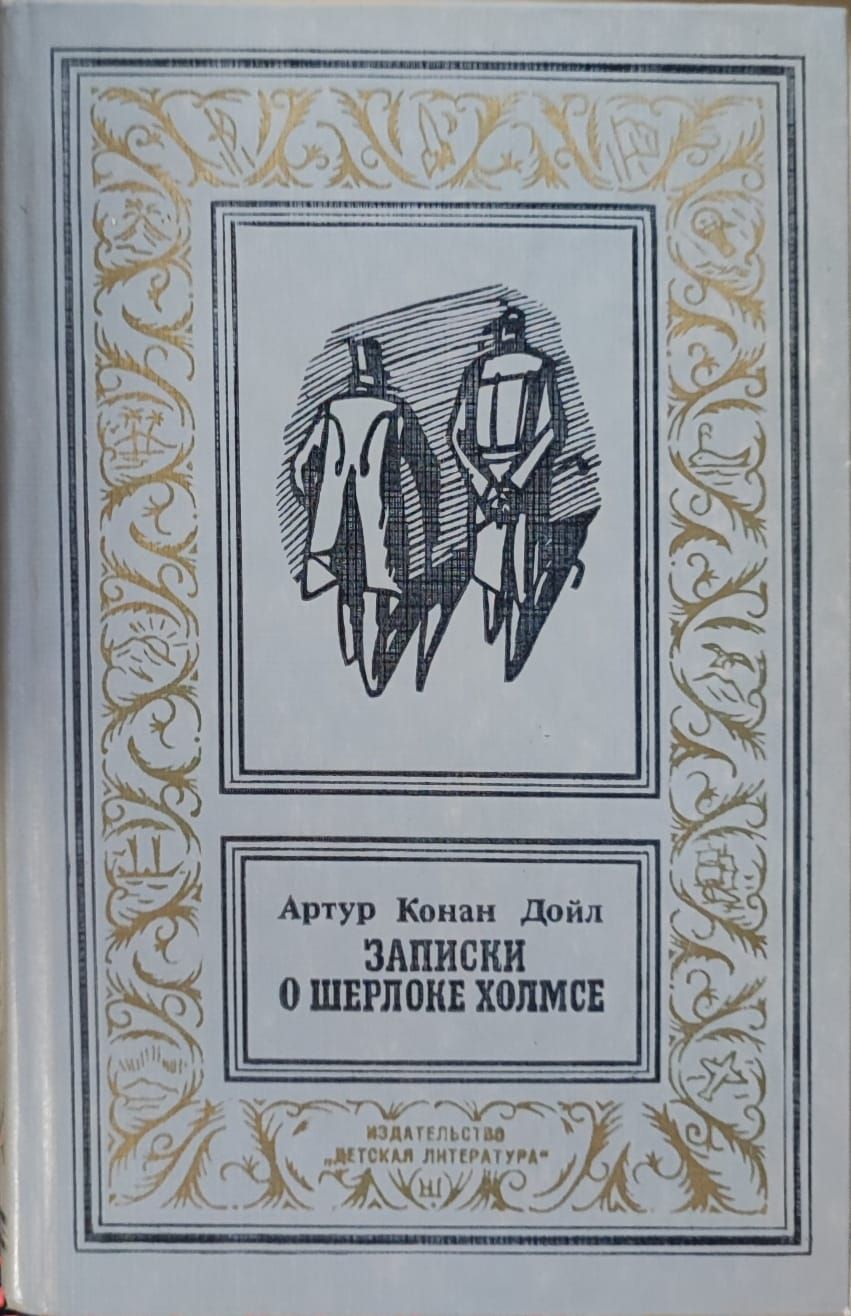 Артур Конан Дойл
ЗАПИСКИ
О ШЕРЛОКЕ ХОЛМСЕ
ИЗДАТЕЛЬСТВО
„ДЕТСКАЯ ЛИТЕРАТУРА“